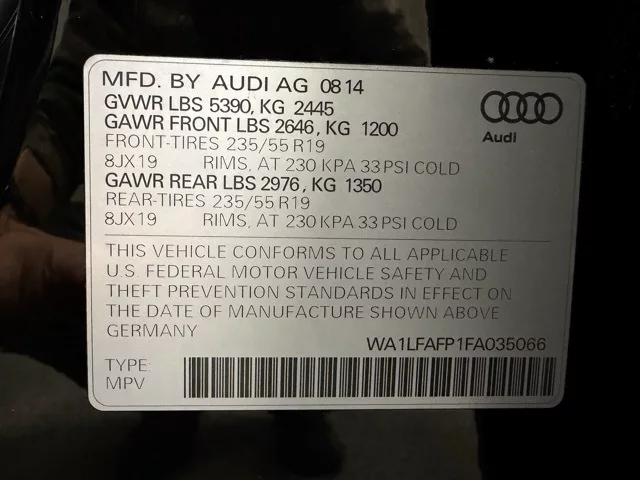 MFD. BY AUDI AG 0814
GVWR LBS 5390, KG 2445
GAWR FRONT LBS 2646, KG 1200
FRONT-TIRES 235/55 R19
8JX19 RIMS, AT 230 KPA 33 PSI COLD
GAWR REAR LBS 2976, KG 1350
REAR-TIRES 235/55 R19
8JX19 RIMS, AT 230 KPA 33 PSI COLD
Audi
THIS VEHICLE CONFORMS TO ALL APPLICABLE
U.S. FEDERAL MOTOR VEHICLE SAFETY AND
THEFT PREVENTION STANDARDS IN EFFECT ON
THE DATE OF MANUFACTURE SHOWN ABOVE
GERMANY
WA1LFAFP1FA035066
TYPE:
MPV